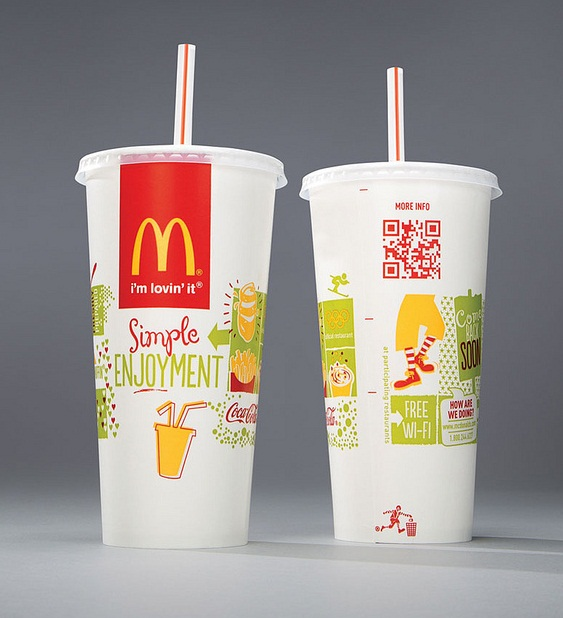 M®
i'm lovin' it®
Simple
ENJOYMENT
Coca-Cola
MORE INFO
Come
BACK
SOON
at participating restaurants
FREE
WI-FI
HOW ARE
WE DOING?
®